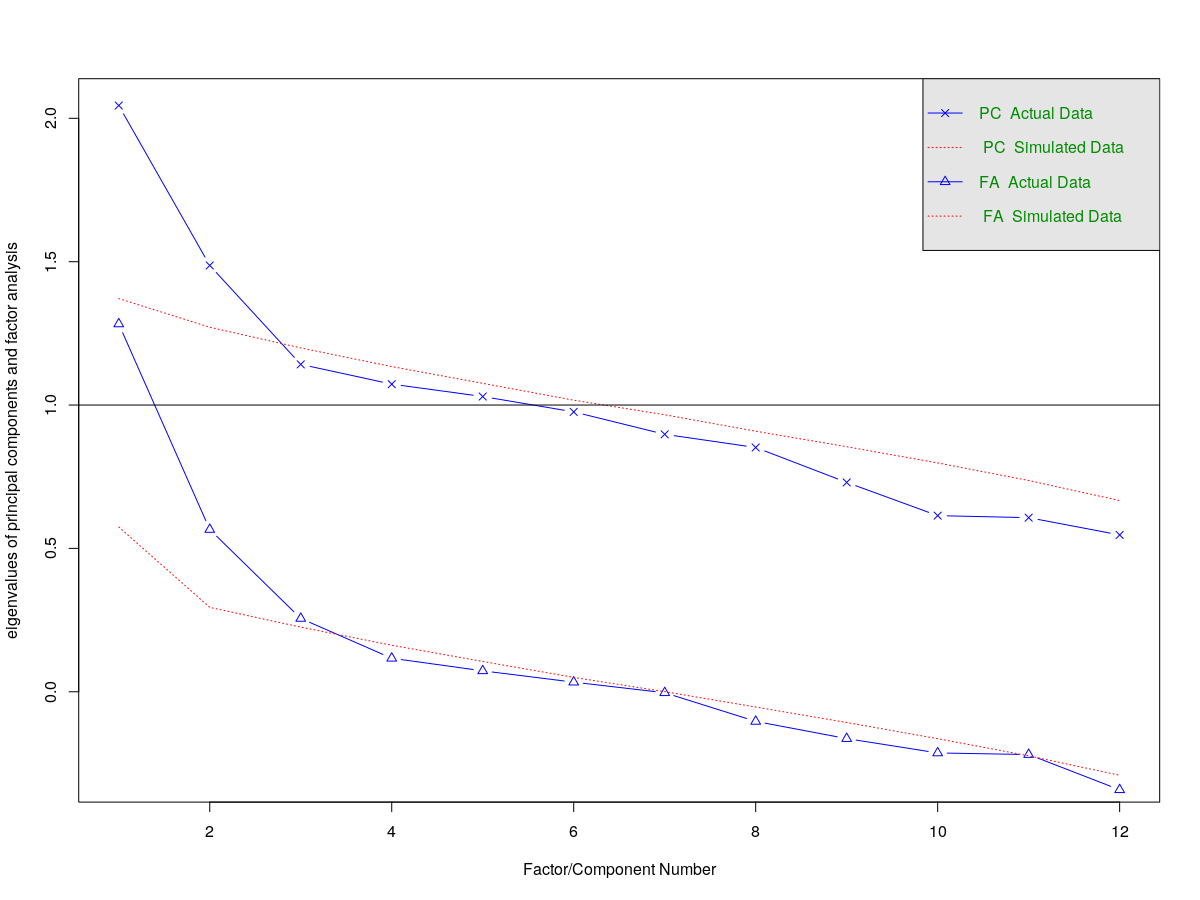 PC  Actual Data
PC  Simulated Data
FA  Actual Data
FA  Simulated Data
eigenvalues of principal components and factor analysis
2.0
1.5
1.0
0.5
0.0
2
4
6
8
10
12
Factor/Component Number